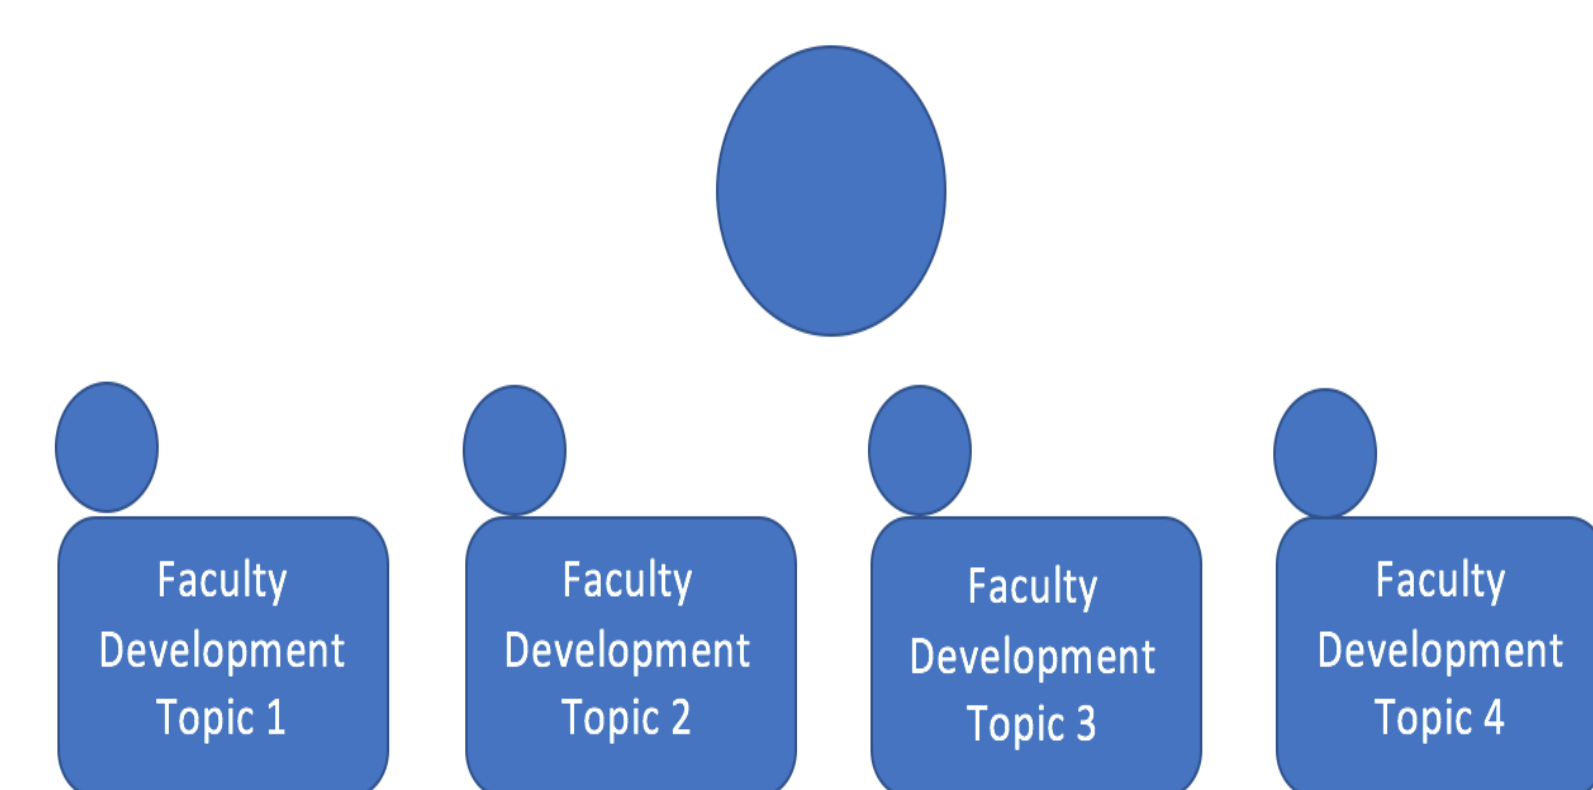 Faculty
Development
Topic 1
Faculty
Development
Topic 2
Faculty
Development
Topic 3
Faculty
Development
Topic 4